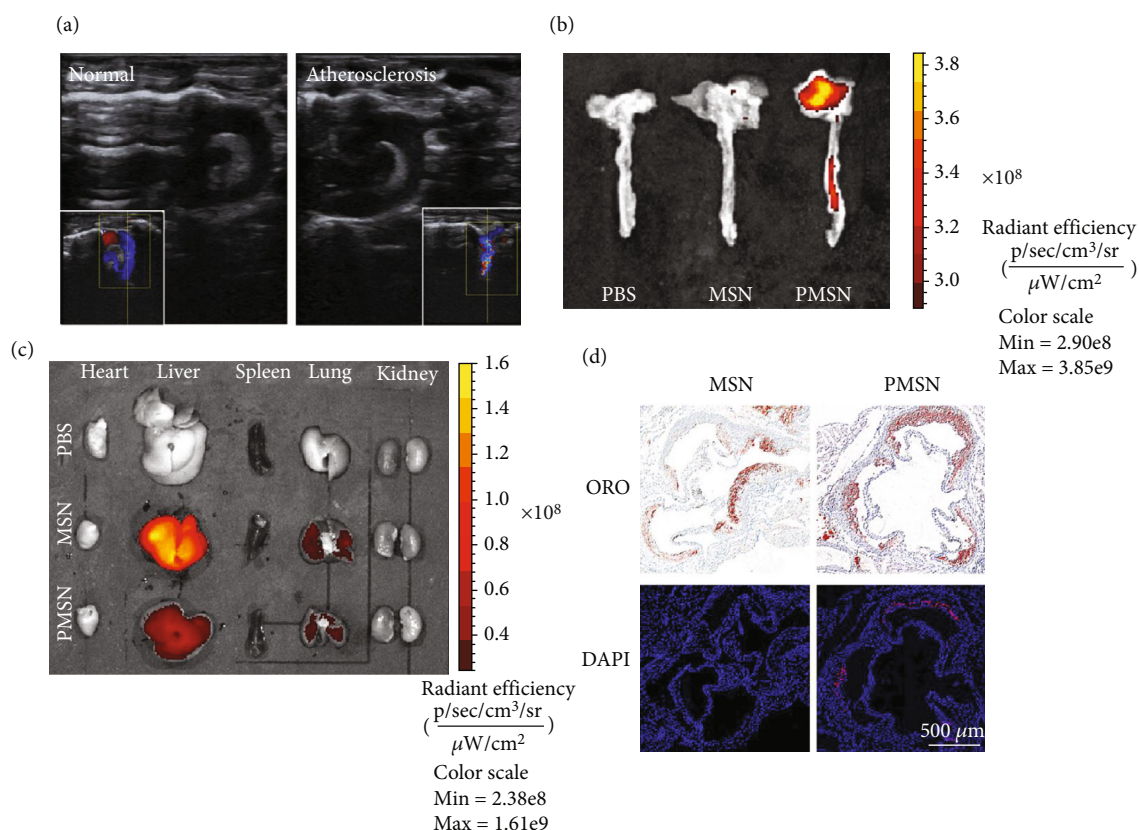 (a)
Normal
Atherosclerosis
(b)
PBS
MSN
PMSN
3.8
3.6
3.4
3.2
3.0
×10⁸
Radiant efficiency
(p/sec/cm³/sr
μW/cm²)
Color scale
Min = 2.90e8
Max = 3.85e9
(c)
Heart Liver Spleen Lung Kidney
PBS
MSN
PMSN
1.6
1.4
1.2
1.0
0.8
0.6
0.4
×10⁸
Radiant efficiency
(p/sec/cm³/sr
μW/cm²)
Color scale
Min = 2.38e8
Max = 1.61e9
(d)
MSN PMSN
ORO
DAPI
500 μm